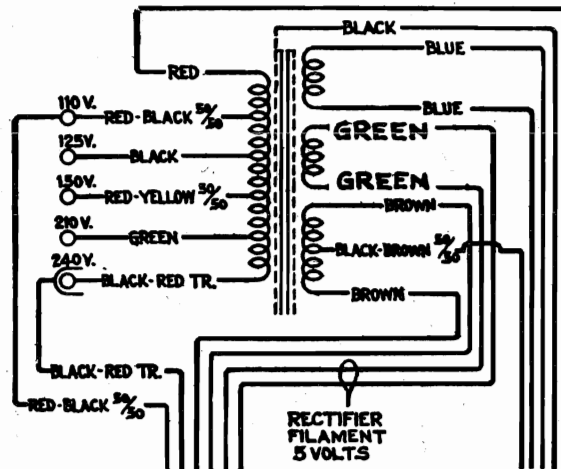 BLACK
BLUE
RED
110 V.
RED-BLACK 50/50
BLUE
GREEN
125V.
BLACK
150V.
RED-YELLOW 50/50
GREEN
BROWN
210V.
GREEN
BLACK-BROWN 50/50
240V.
BLACK-RED TR.
BROWN
BLACK-RED TR.
RED-BLACK 50/50
RECTIFIER
FILAMENT
5 VOLTS